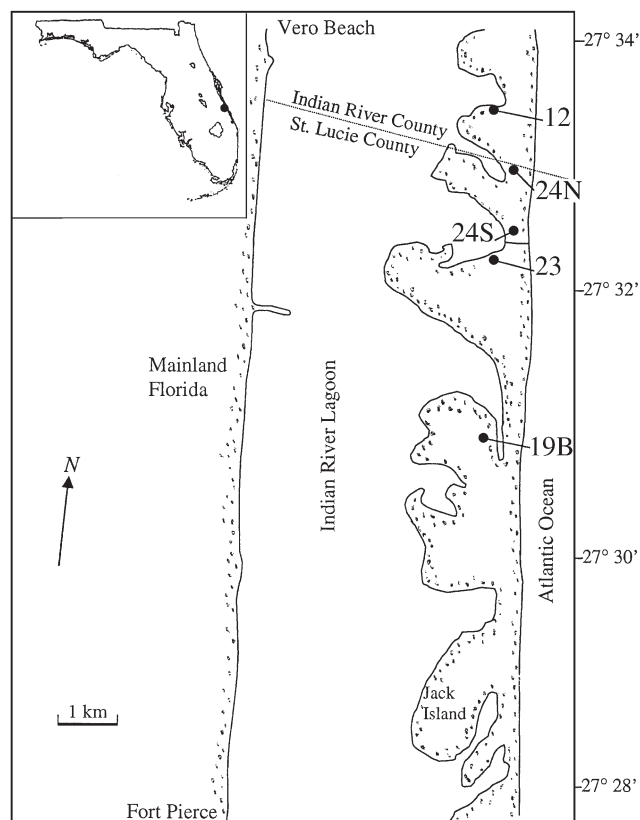 Vero Beach
27° 34'
Indian River County
St. Lucie County
12
24N
24S
23
27° 32'
Mainland
Florida
Indian River Lagoon
19B
N
Atlantic Ocean
27° 30'
1 km
Jack
Island
27° 28'
Fort Pierce